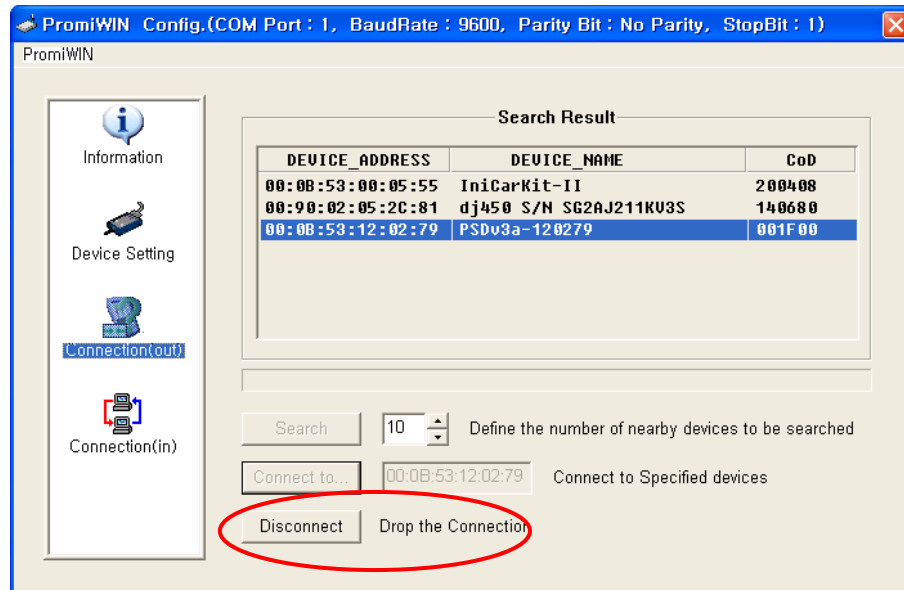 PromiWIN Config.(COM Port : 1, BaudRate : 9600, Parity Bit : No Parity, StopBit : 1)
PromiWIN
Information
Device Setting
Connection(out)
Connection(in)
Search Result
DEVICE_ADDRESS DEVICE_NAME CoD
00:0B:53:00:05:55 IniCarKit-II 200408
00:90:02:05:2C:81 dj450 S/N SG2AJ211KV3S 140680
00:0B:53:12:02:79 PSDv3a-120279 001F00
Search 10 Define the number of nearby devices to be searched
Connect to... 00:0B:53:12:02:79 Connect to Specified devices
Disconnect Drop the Connection